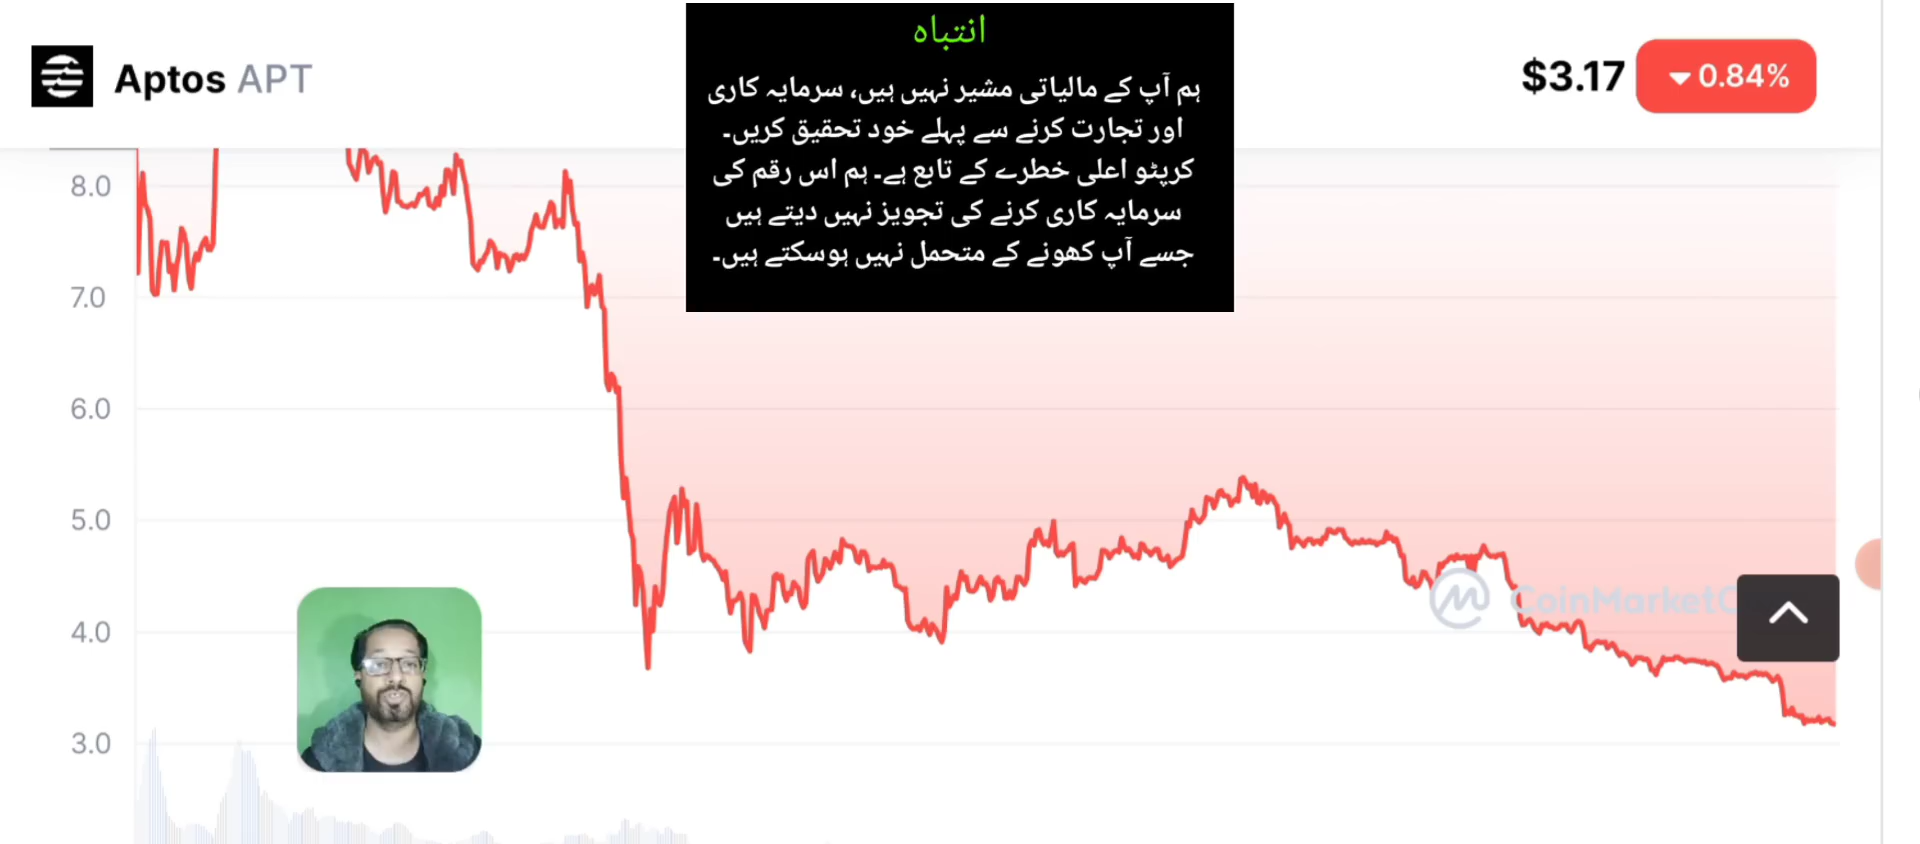 Aptos APT
انتباہ
ہم آپ کے مالیاتی مشیر نہیں ہیں، سرمایہ کاری
اور تجارت کرنے سے پہلے خود تحقیق کریں۔
کرپٹو اعلی خطرے کے تابع ہے۔ ہم اس رقم کی
سرمایہ کاری کرنے کی تجویز نہیں دیتے ہیں
جسے آپ کھونے کے متحمل نہیں ہوسکتے ہیں۔
$3.17 0.84%
8.0
7.0
6.0
5.0
4.0
3.0
CoinMarketC